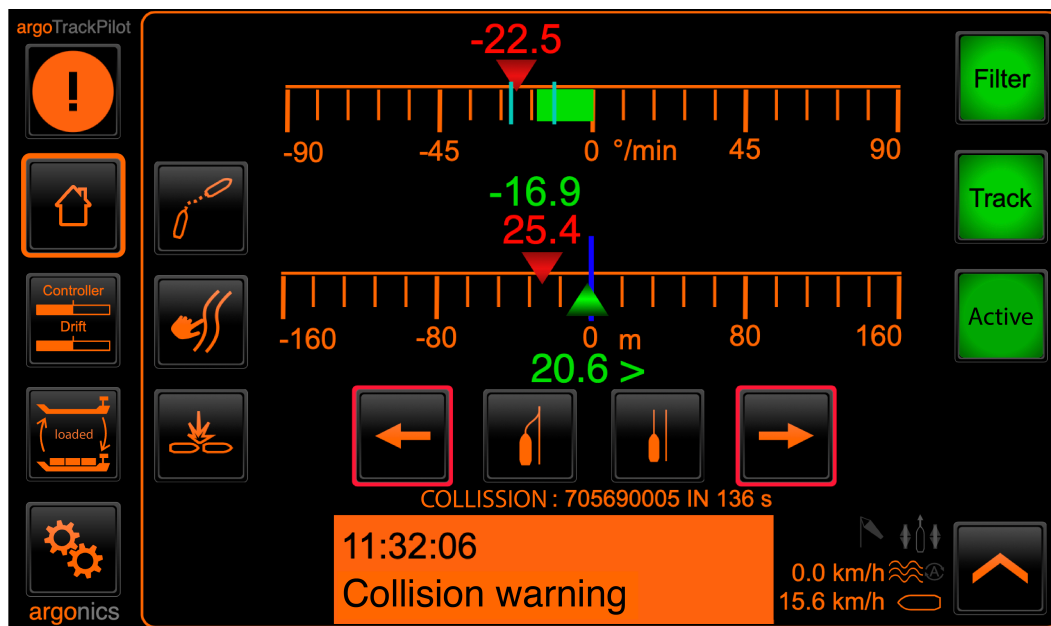 argoTrackPilot
!
-22.5
Filter
-90 -45 0 °/min 45 90
-16.9
Track
25.4
Controller
Drift
Active
-160 -80 0 m 80 160
20.6 >
loaded
COLLISSION : 705690005 IN 136 s
11:32:06
Collision warning
0.0 km/h A
15.6 km/h
argonics